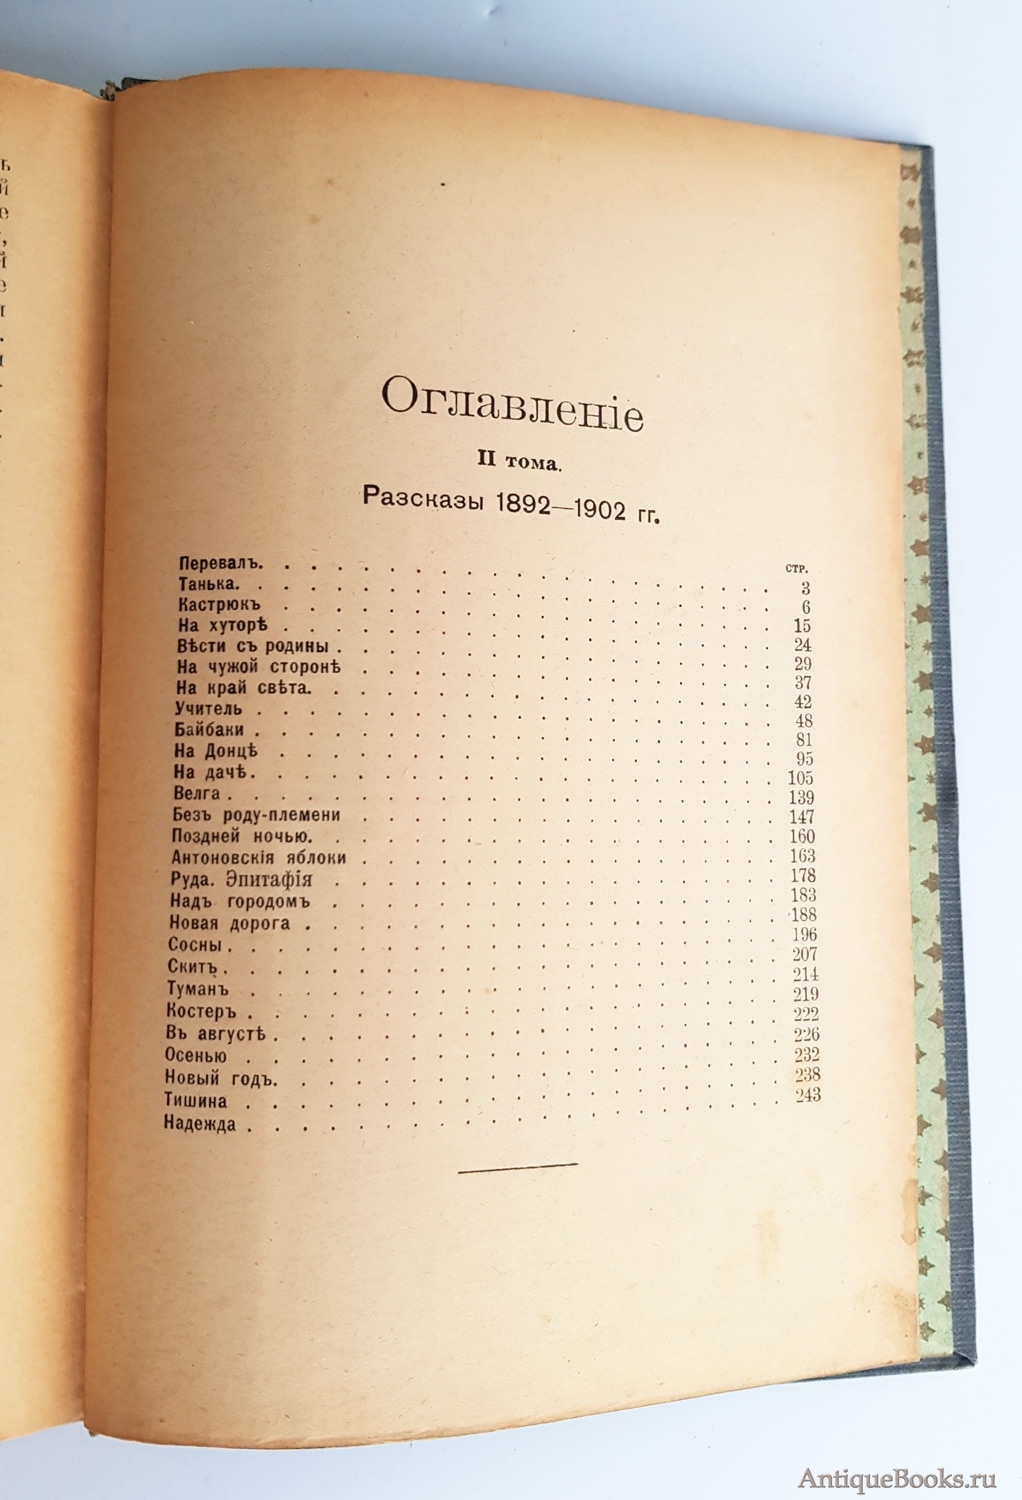 Оглавленіе
II тома.
Разсказы 1892—1902 гг.
СТР.
Перевалъ. . . . . . . . . . 3
Танька. . . . . . . . . . 6
Кастрюкъ . . . . . . . . . . 15
На хуторѣ . . . . . . . . . . 24
Вѣсти съ родины . . . . . . . . . . 29
На чужой сторонѣ . . . . . . . . . . 37
На край свѣта. . . . . . . . . . 42
Учитель . . . . . . . . . . 48
Байбаки . . . . . . . . . . 81
На Донцѣ . . . . . . . . . . 95
На дачѣ. . . . . . . . . . 105
Велга . . . . . . . . . . 139
Безъ роду-племени . . . . . . . . . . 147
Поздней ночью. . . . . . . . . . 160
Антоновскія яблоки . . . . . . . . . . 163
Руда. Эпитафія . . . . . . . . . . 178
Надъ городомъ . . . . . . . . . . 183
Новая дорога . . . . . . . . . . 188
Сосны . . . . . . . . . . 196
Скитъ . . . . . . . . . . 207
Туманъ . . . . . . . . . . 214
Костеръ . . . . . . . . . . 219
Въ августѣ . . . . . . . . . . 222
Осенью . . . . . . . . . . 226
Новый годъ. . . . . . . . . . 232
Тишина . . . . . . . . . . 238
Надежда . . . . . . . . . . 243
AntiqueBooks.ru